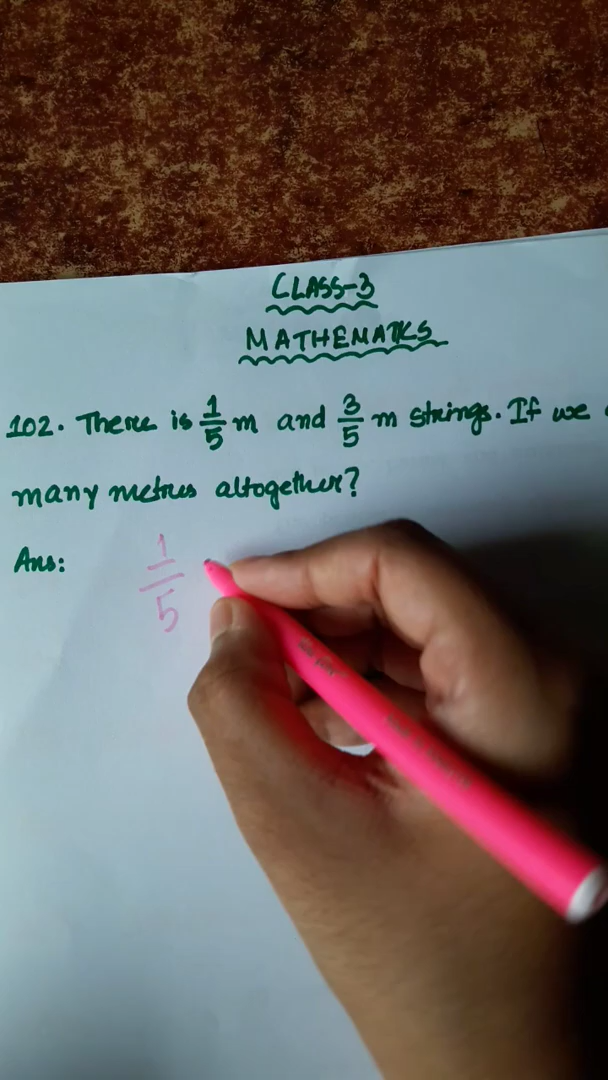 CLASS-3
MATHEMATICS
102. There is 1/5 m and 3/5 m strings. If we
many metres altogether?
Ans: 1/5